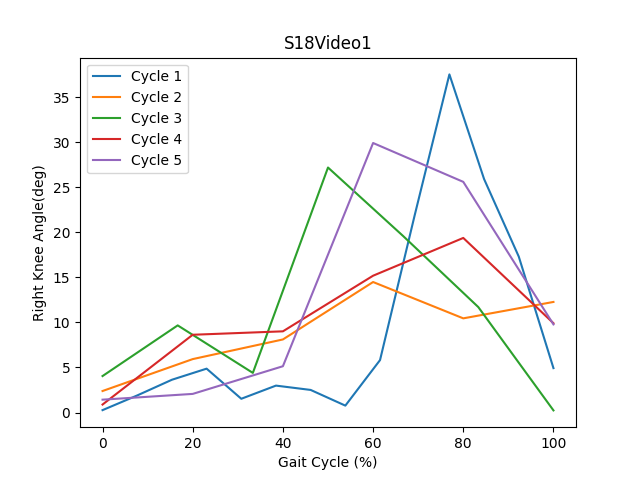 S18Video1
Cycle 1
Cycle 2
Cycle 3
Cycle 4
Cycle 5
Right Knee Angle(deg)
35
30
25
20
15
10
5
0
0 20 40 60 80 100
Gait Cycle (%)